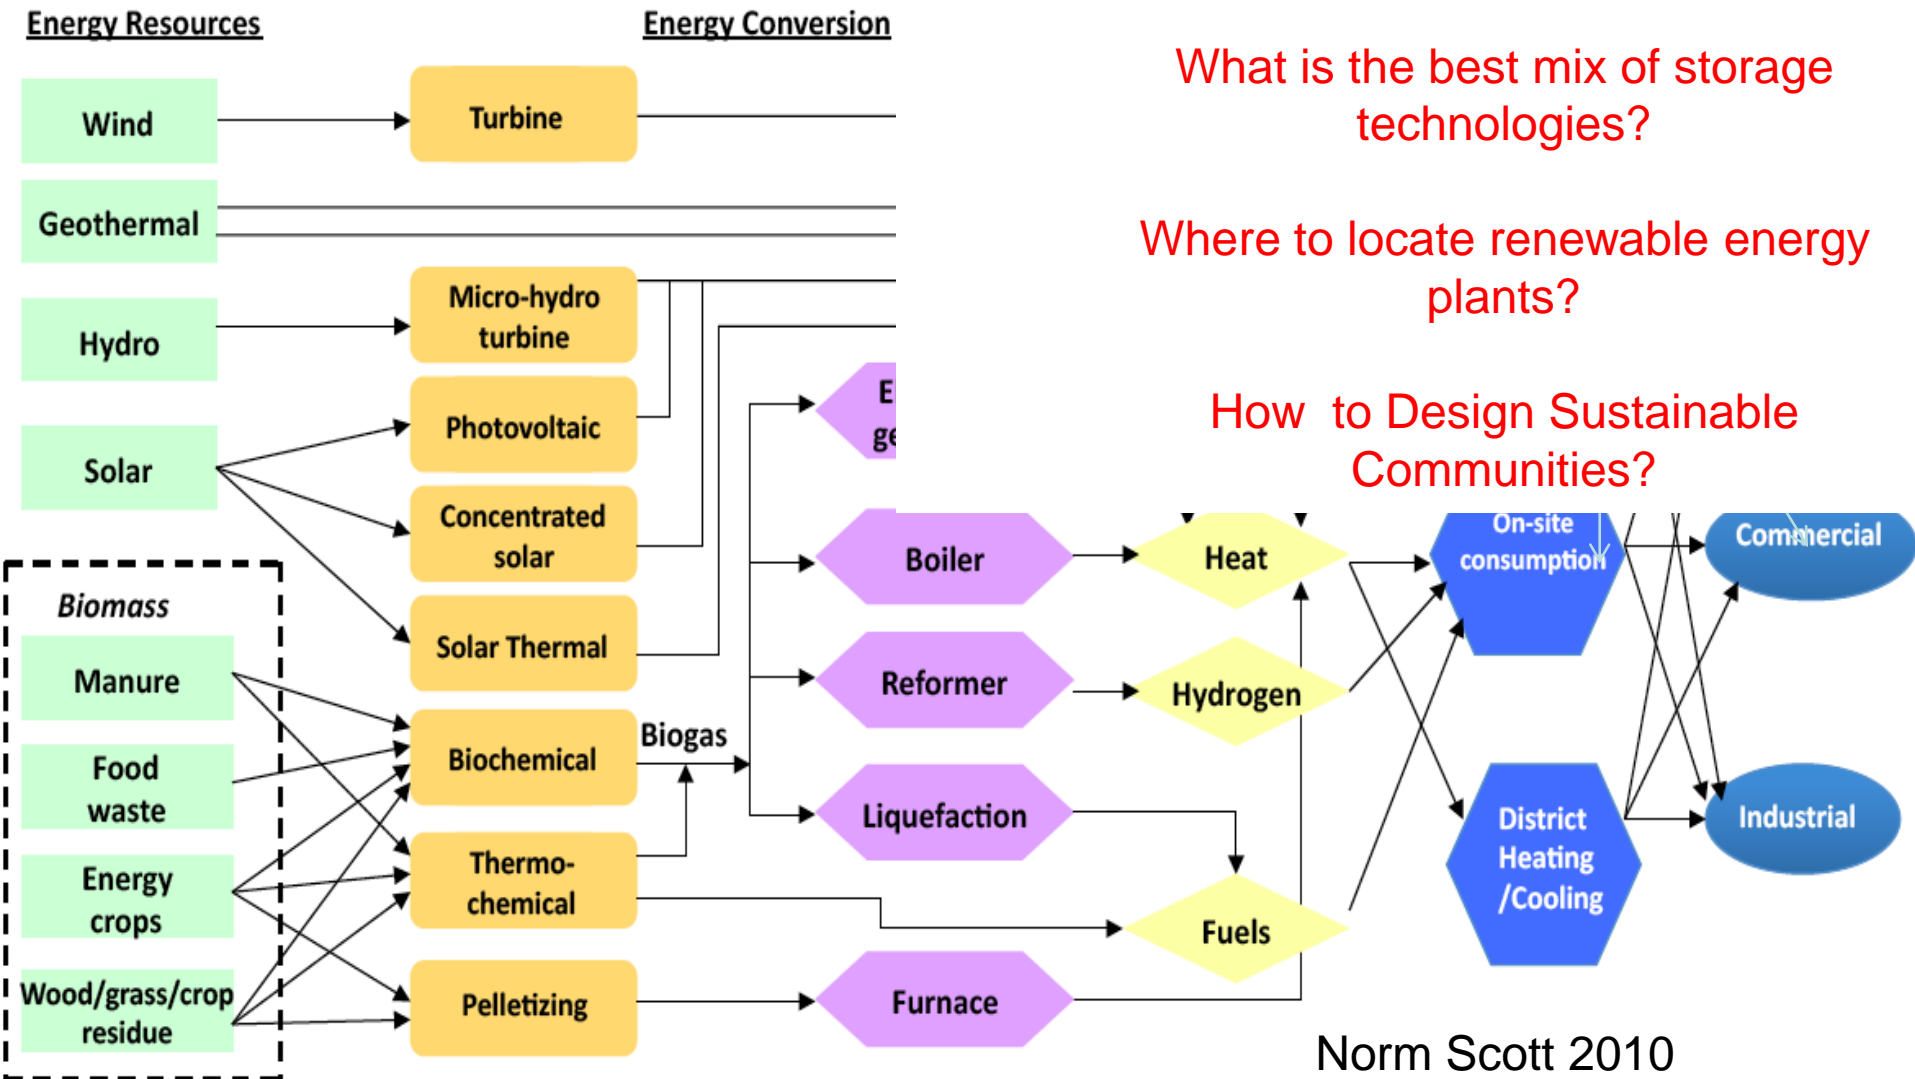 Energy Resources
Energy Conversion
What is the best mix of storage
technologies?
Where to locate renewable energy
plants?
How to Design Sustainable
Communities?
Wind
Turbine
Geothermal
Hydro
Micro-hydro
turbine
Solar
Photovoltaic
Concentrated
solar
Solar Thermal
Biomass
Manure
Food
waste
Energy
crops
Wood/grass/crop
residue
Biochemical
Thermo-
chemical
Pelletizing
Biogas
Boiler
Reformer
Liquefaction
Furnace
Heat
Hydrogen
Fuels
On-site
consumption
District
Heating
/Cooling
Commercial
Industrial
Norm Scott 2010